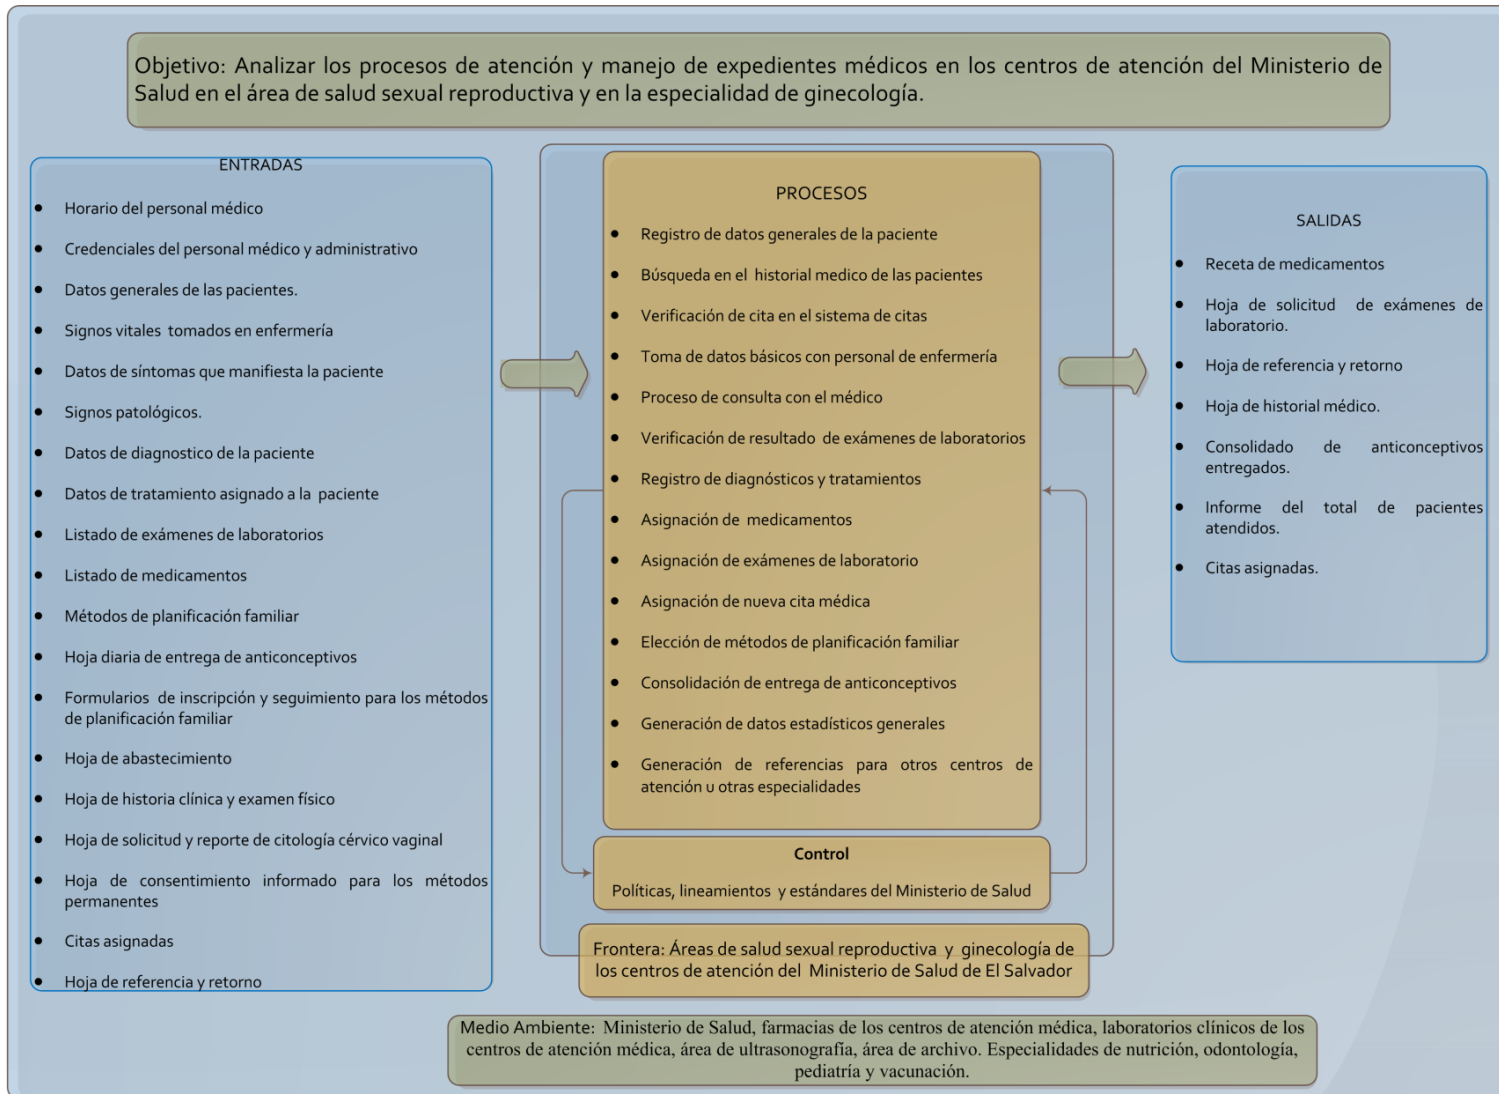 Objetivo: Analizar los procesos de atención y manejo de expedientes médicos en los centros de atención del Ministerio de
Salud en el área de salud sexual reproductiva y en la especialidad de ginecología.
ENTRADAS
● Horario del personal médico
● Credenciales del personal médico y administrativo
● Datos generales de las pacientes.
● Signos vitales tomados en enfermería
● Datos de síntomas que manifiesta la paciente
● Signos patológicos.
● Datos de diagnostico de la paciente
● Datos de tratamiento asignado a la paciente
● Listado de exámenes de laboratorios
● Listado de medicamentos
● Métodos de planificación familiar
● Hoja diaria de entrega de anticonceptivos
● Formularios de inscripción y seguimiento para los métodos
de planificación familiar
● Hoja de abastecimiento
● Hoja de historia clínica y examen físico
● Hoja de solicitud y reporte de citología cérvico vaginal
● Hoja de consentimiento informado para los métodos
permanentes
● Citas asignadas
● Hoja de referencia y retorno
PROCESOS
● Registro de datos generales de la paciente
● Búsqueda en el historial medico de las pacientes
● Verificación de cita en el sistema de citas
● Toma de datos básicos con personal de enfermería
● Proceso de consulta con el médico
● Verificación de resultado de exámenes de laboratorios
● Registro de diagnósticos y tratamientos
● Asignación de medicamentos
● Asignación de exámenes de laboratorio
● Asignación de nueva cita médica
● Elección de métodos de planificación familiar
● Consolidación de entrega de anticonceptivos
● Generación de datos estadísticos generales
● Generación de referencias para otros centros de
atención u otras especialidades
Control
Políticas, lineamientos y estándares del Ministerio de Salud
Frontera: Áreas de salud sexual reproductiva y ginecología de
los centros de atención del Ministerio de Salud de El Salvador
SALIDAS
● Receta de medicamentos
● Hoja de solicitud de exámenes de
laboratorio.
● Hoja de referencia y retorno
● Hoja de historial médico.
● Consolidado de anticonceptivos
entregados.
● Informe del total de pacientes
atendidos.
● Citas asignadas.
Medio Ambiente: Ministerio de Salud, farmacias de los centros de atención médica, laboratorios clínicos de los
centros de atención médica, área de ultrasonografía, área de archivo. Especialidades de nutrición, odontología,
pediatría y vacunación.